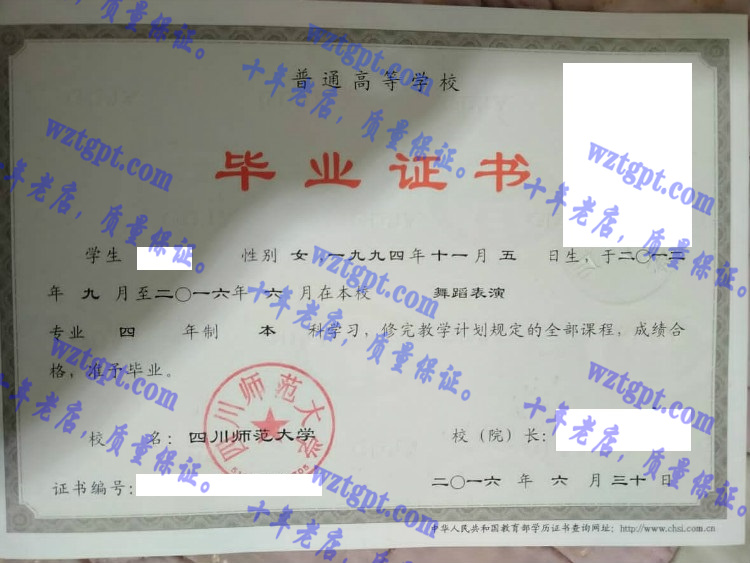 普通高等学校
毕业证书
学生 性别 女，一九九四年十一月五 日生，于二〇一二
年 九 月至二〇一六年 六 月在本校 舞蹈表演
专业 四 年制 本 科学习，修完教学计划规定的全部课程，成绩合
格，准予毕业。
四川师范大学
校 名：四川师范大学 校（院）长：
证书编号： 二〇一六 年 六 月三十日
中华人民共和国教育部学历证书查询网址：http://www.chsi.com.cn
wztgpt.com
十年老店，质量保证。